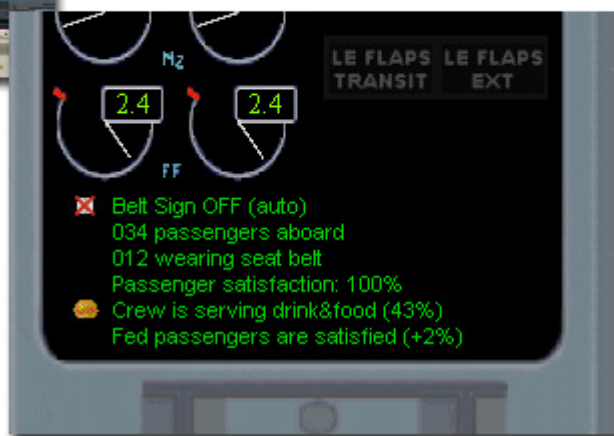 N2
LE FLAPS TRANSIT
LE FLAPS EXT
2.4
2.4
FF
Belt Sign OFF (auto)
034 passengers aboard
012 wearing seat belt
Passenger satisfaction: 100%
Crew is serving drink&food (43%)
Fed passengers are satisfied (+2%)